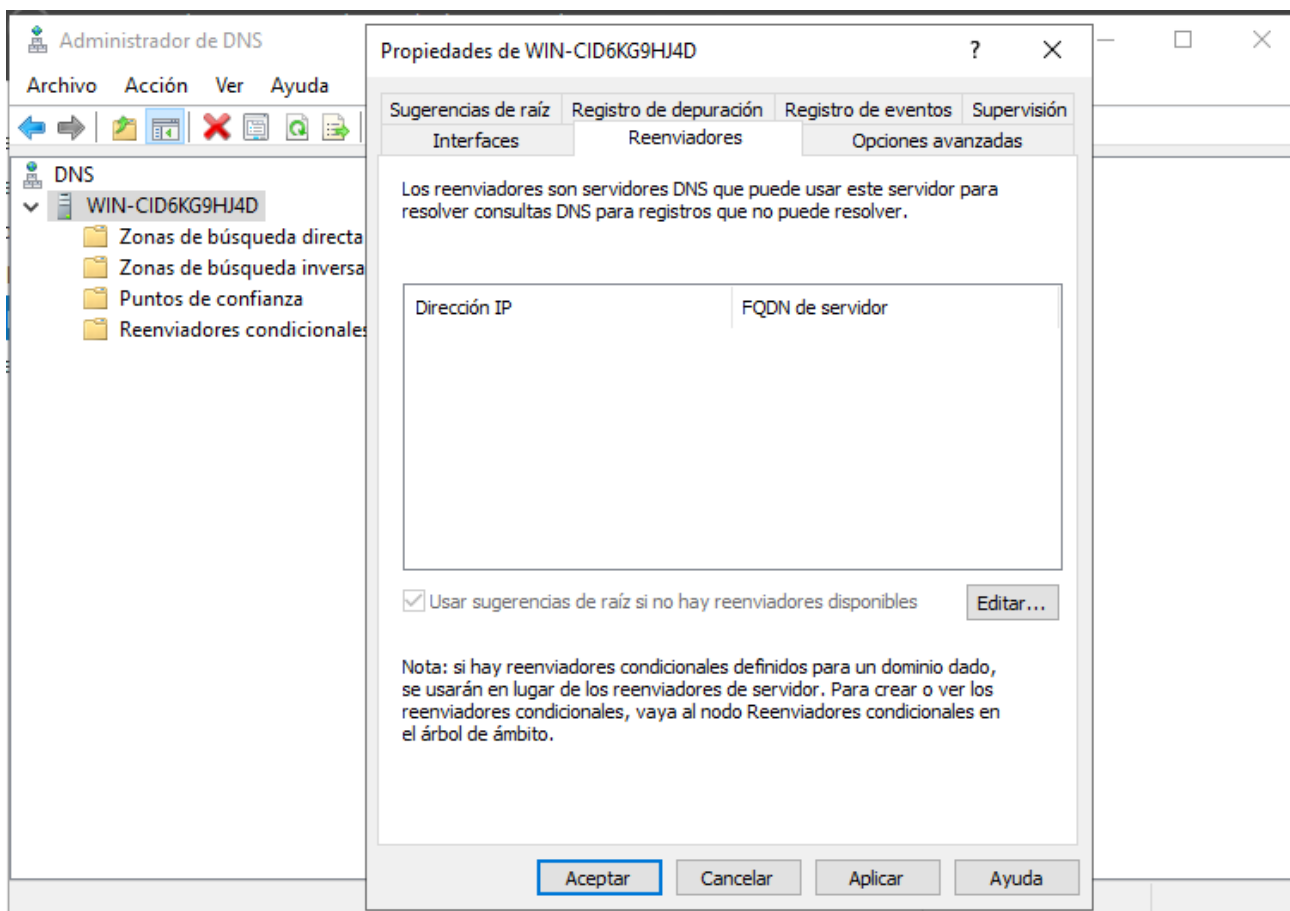 Administrador de DNS
Archivo Acción Ver Ayuda
DNS
WIN-CID6KG9HJ4D
Zonas de búsqueda directa
Zonas de búsqueda inversa
Puntos de confianza
Reenviadores condicionales
Propiedades de WIN-CID6KG9HJ4D
?
Sugerencias de raíz Registro de depuración Registro de eventos Supervisión
Interfaces Reenviadores Opciones avanzadas
Los reenviadores son servidores DNS que puede usar este servidor para
resolver consultas DNS para registros que no puede resolver.
Dirección IP FQDN de servidor
Usar sugerencias de raíz si no hay reenviadores disponibles
Editar...
Nota: si hay reenviadores condicionales definidos para un dominio dado,
se usarán en lugar de los reenviadores de servidor. Para crear o ver los
reenviadores condicionales, vaya al nodo Reenviadores condicionales en
el árbol de ámbito.
Aceptar Cancelar Aplicar Ayuda